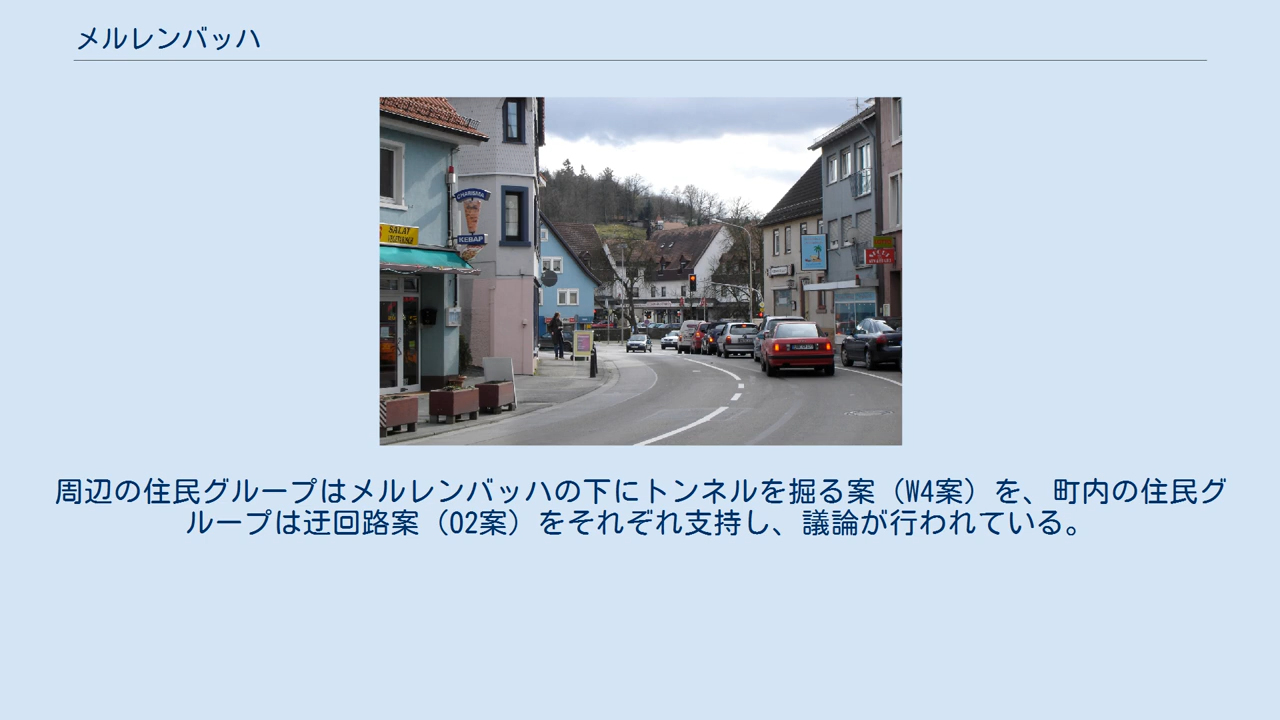 メルレンバッハ
CHARISMA
SALAT
KEBAP
周辺の住民グループはメルレンバッハの下にトンネルを掘る案（W4案）を、町内の住民グ
ループは迂回路案（O2案）をそれぞれ支持し、議論が行われている。